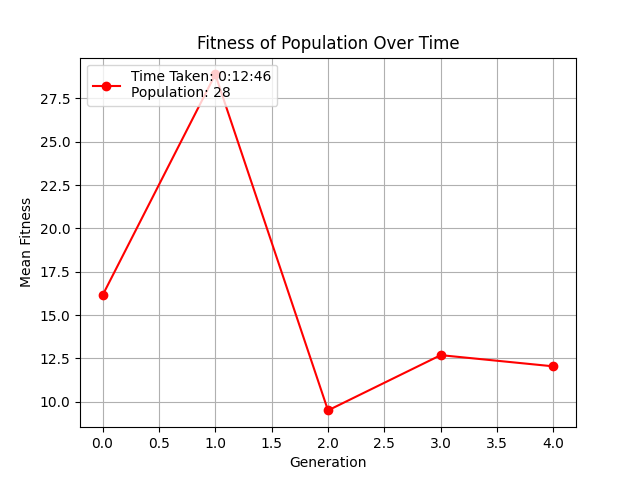 Fitness of Population Over Time
Time Taken: 0:12:46
Population: 28
27.5
25.0
22.5
20.0
17.5
15.0
12.5
10.0
Mean Fitness
0.0 0.5 1.0 1.5 2.0 2.5 3.0 3.5 4.0
Generation